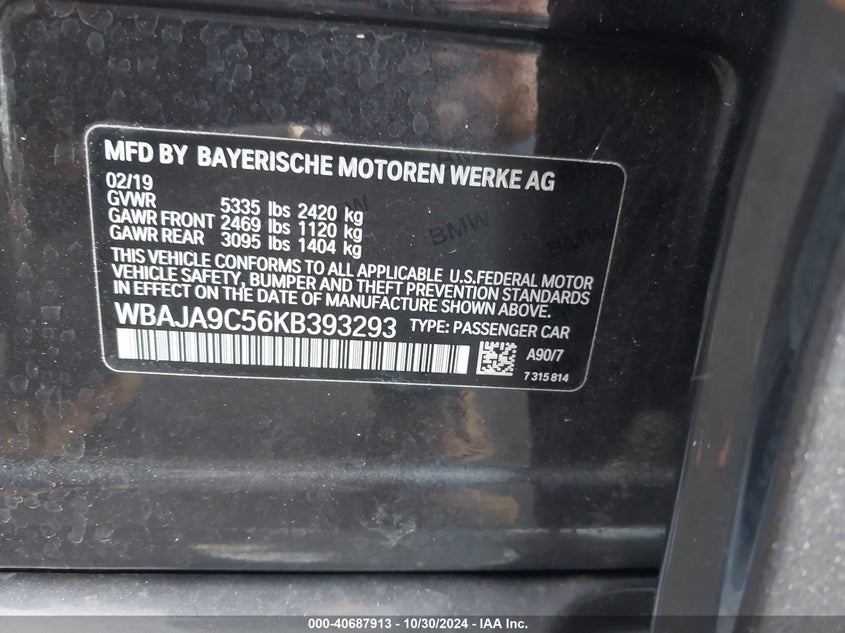 MFD BY BAYERISCHE MOTOREN WERKE AG
02/19
GVWR 5335 lbs 2420 kg
GAWR FRONT 2469 lbs 1120 kg
GAWR REAR 3095 lbs 1404 kg
THIS VEHICLE CONFORMS TO ALL APPLICABLE U.S.FEDERAL MOTOR
VEHICLE SAFETY, BUMPER AND THEFT PREVENTION STANDARDS
IN EFFECT ON THE DATE OF MANUFACTURE SHOWN ABOVE.
WBAJA9C56KB393293 TYPE: PASSENGER CAR
A90/7
7 315 814
BMW
BMW
000-40687913 - 10/30/2024 - IAA Inc.